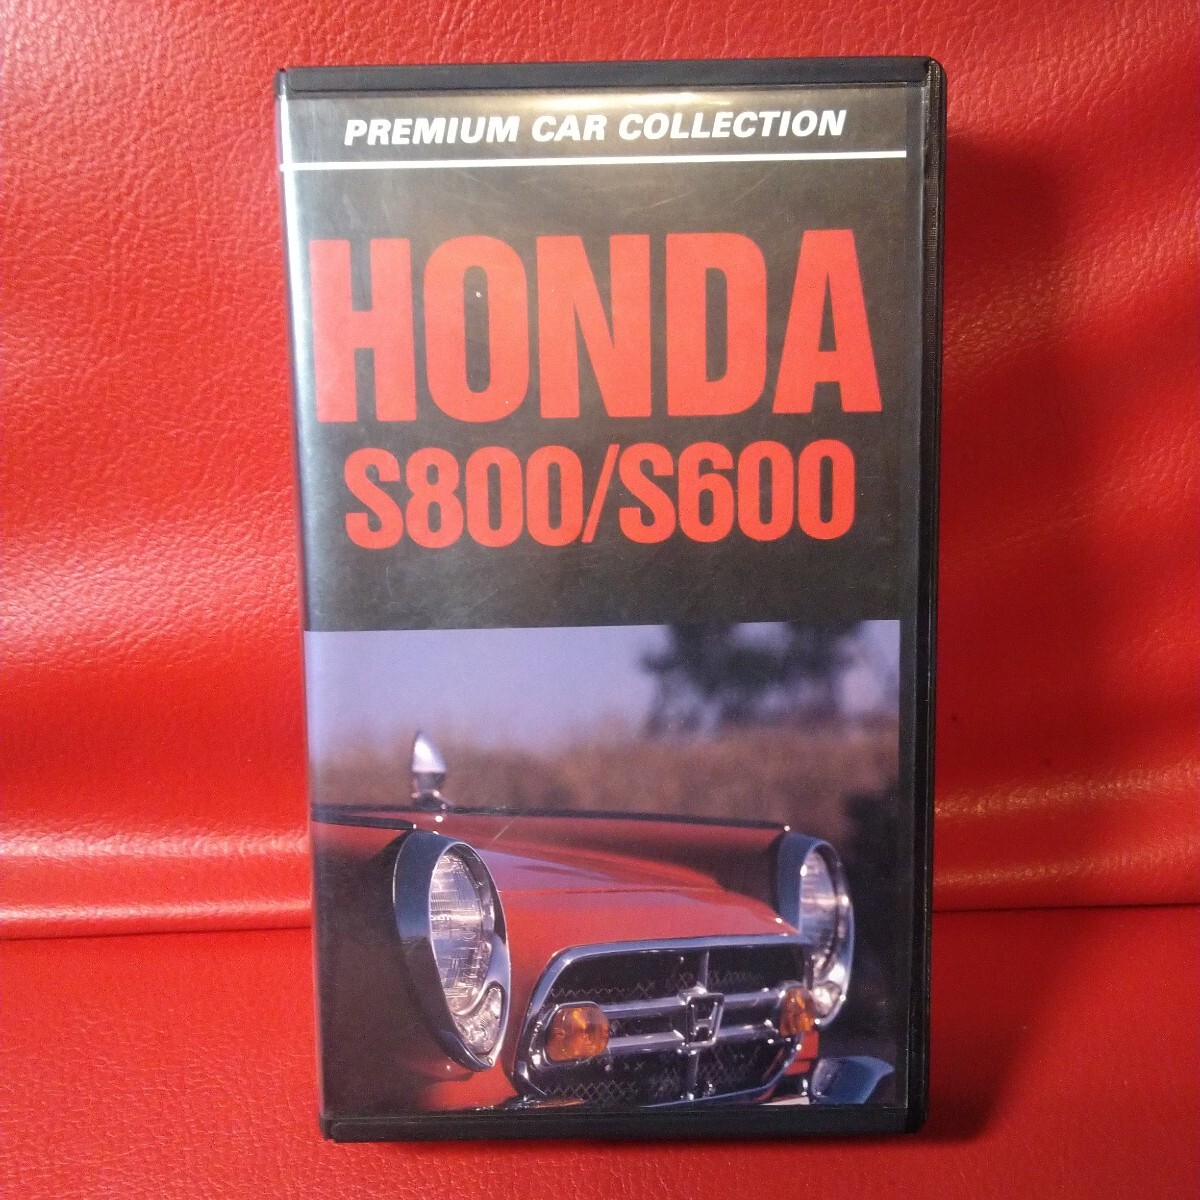 PREMIUM CAR COLLECTION
HONDA
S800/S600
H